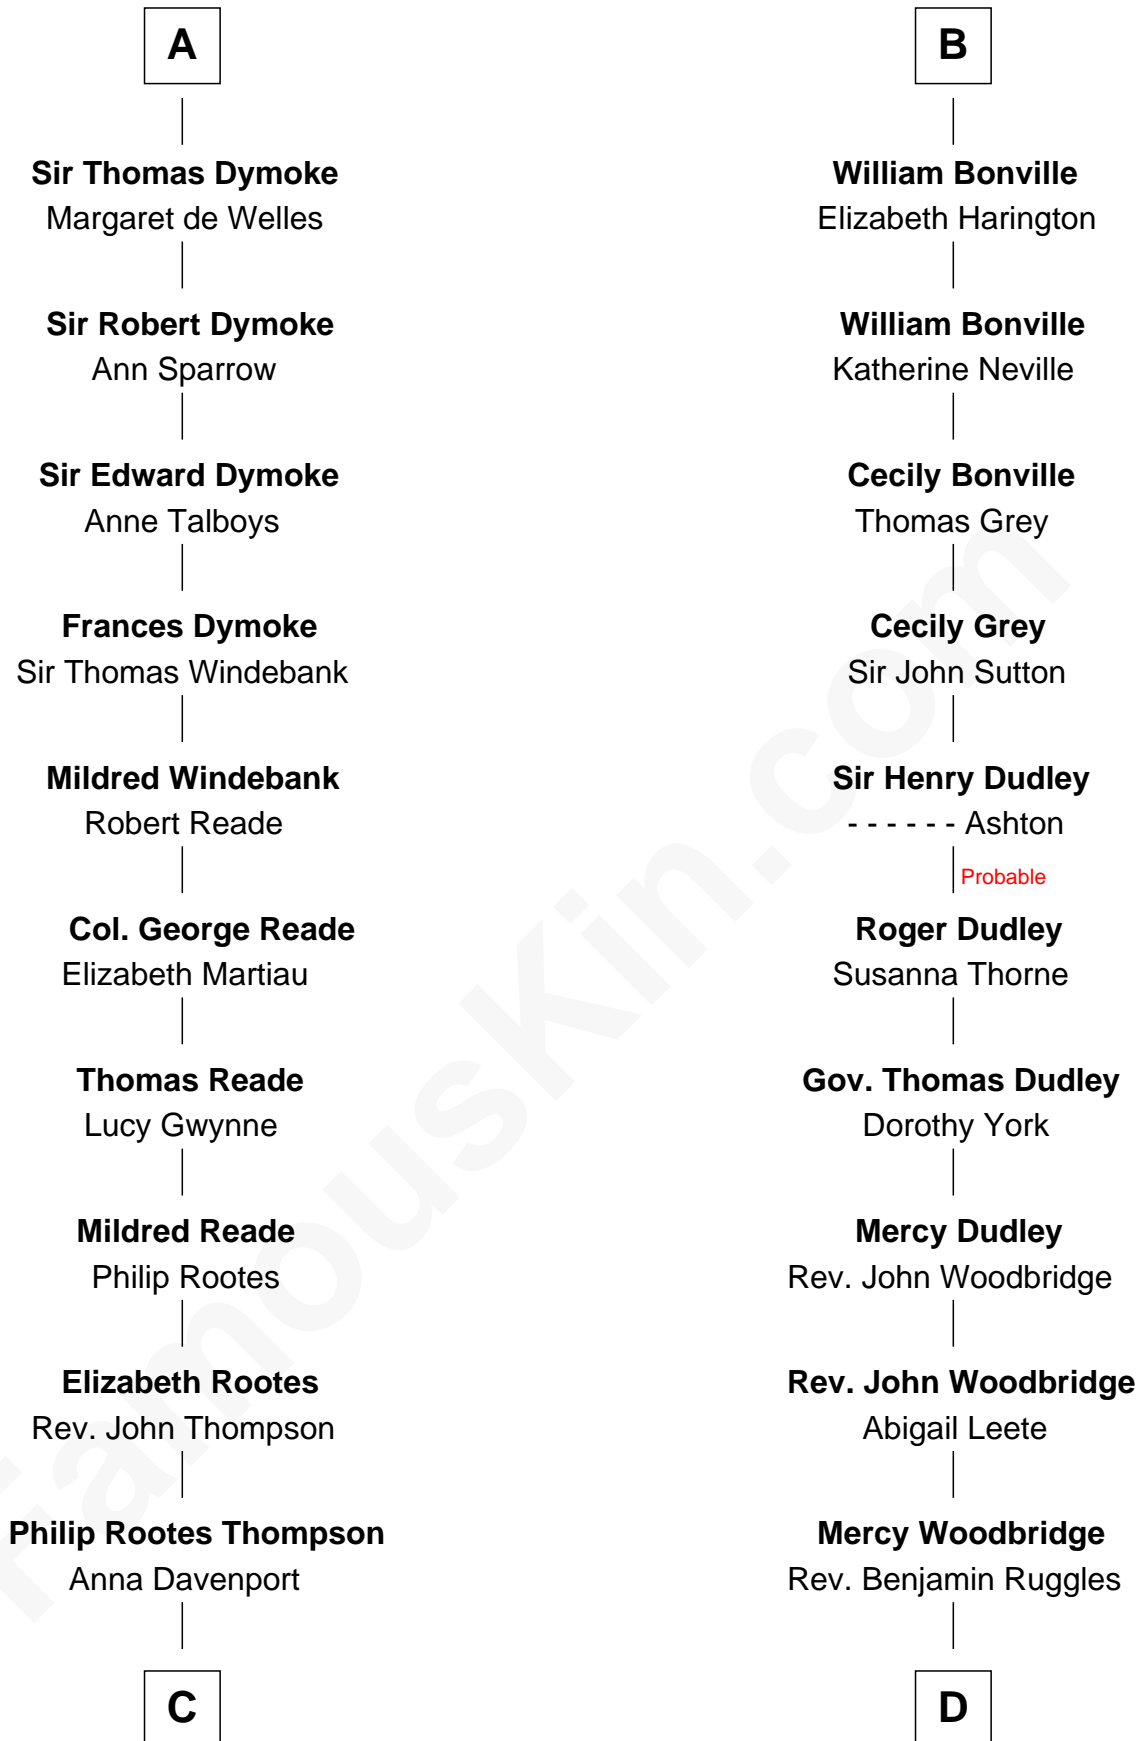 A
Sir Thomas Dymoke
Margaret de Welles
Sir Robert Dymoke
Ann Sparrow
Sir Edward Dymoke
Anne Talboys
Frances Dymoke
Sir Thomas Windebank
Mildred Windebank
Robert Reade
Col. George Reade
Elizabeth Martiau
Thomas Reade
Lucy Gwynne
Mildred Reade
Philip Rootes
Elizabeth Rootes
Rev. John Thompson
Philip Rootes Thompson
Anna Davenport
C
B
William Bonville
Elizabeth Harington
William Bonville
Katherine Neville
Cecily Bonville
Thomas Grey
Cecily Grey
Sir John Sutton
Sir Henry Dudley
- - - - - - Ashton
Probable
Roger Dudley
Susanna Thorne
Gov. Thomas Dudley
Dorothy York
Mercy Dudley
Rev. John Woodbridge
Rev. John Woodbridge
Abigail Leete
Mercy Woodbridge
Rev. Benjamin Ruggles
D
FamousKin.com